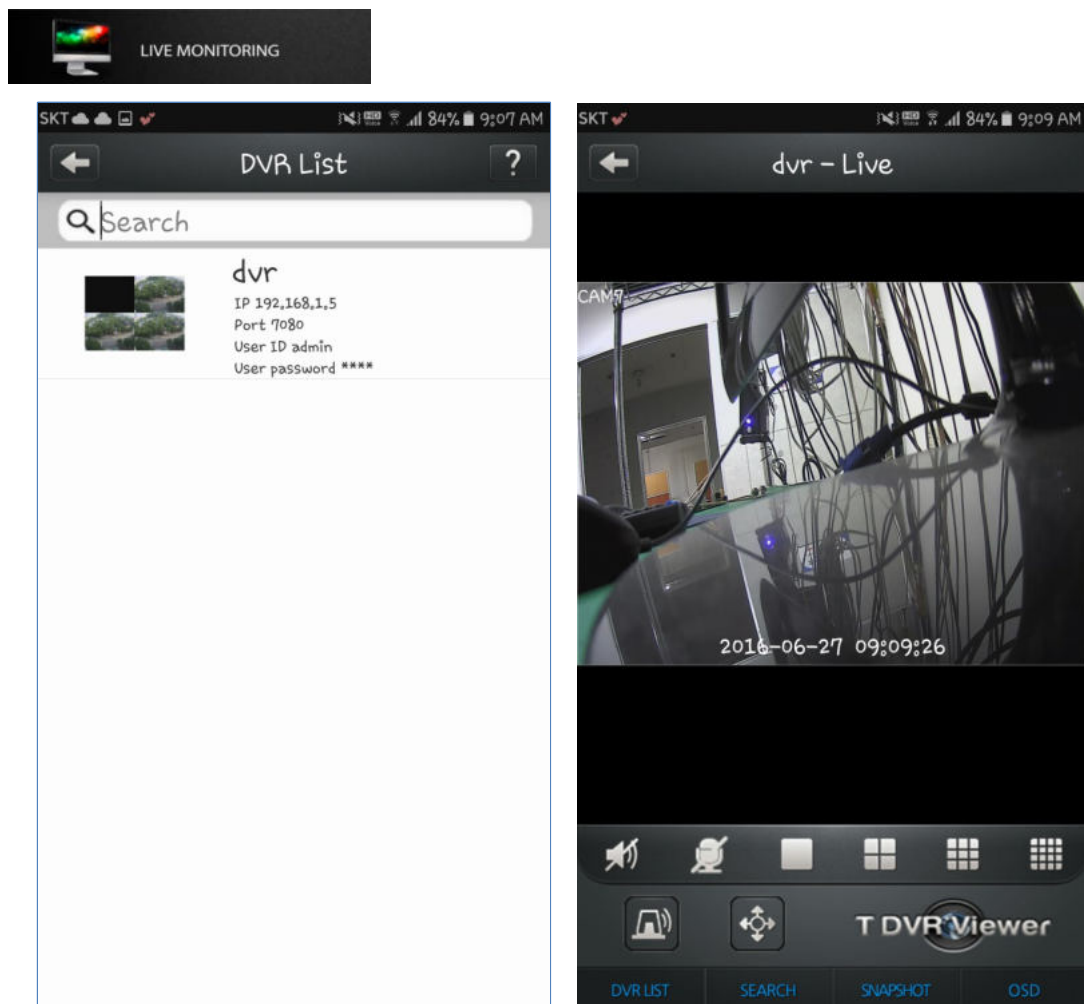 LIVE MONITORING
SKT 84% 9:07 AM
DVR List ?
Search
dvr
IP 192.168.1.5
Port 7080
User ID admin
User password ****
SKT 84% 9:09 AM
dvr - Live
CAM7
2016-06-27 09:09:26
T DVR Viewer
DVR LIST SEARCH SNAPSHOT OSD